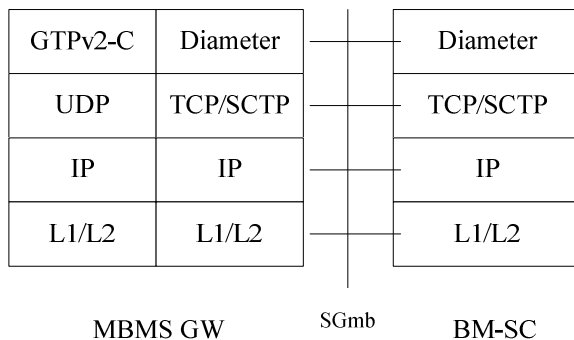 GTPv2-C Diameter Diameter
UDP TCP/SCTP TCP/SCTP
IP IP IP
L1/L2 L1/L2 L1/L2
MBMS GW SGmb BM-SC